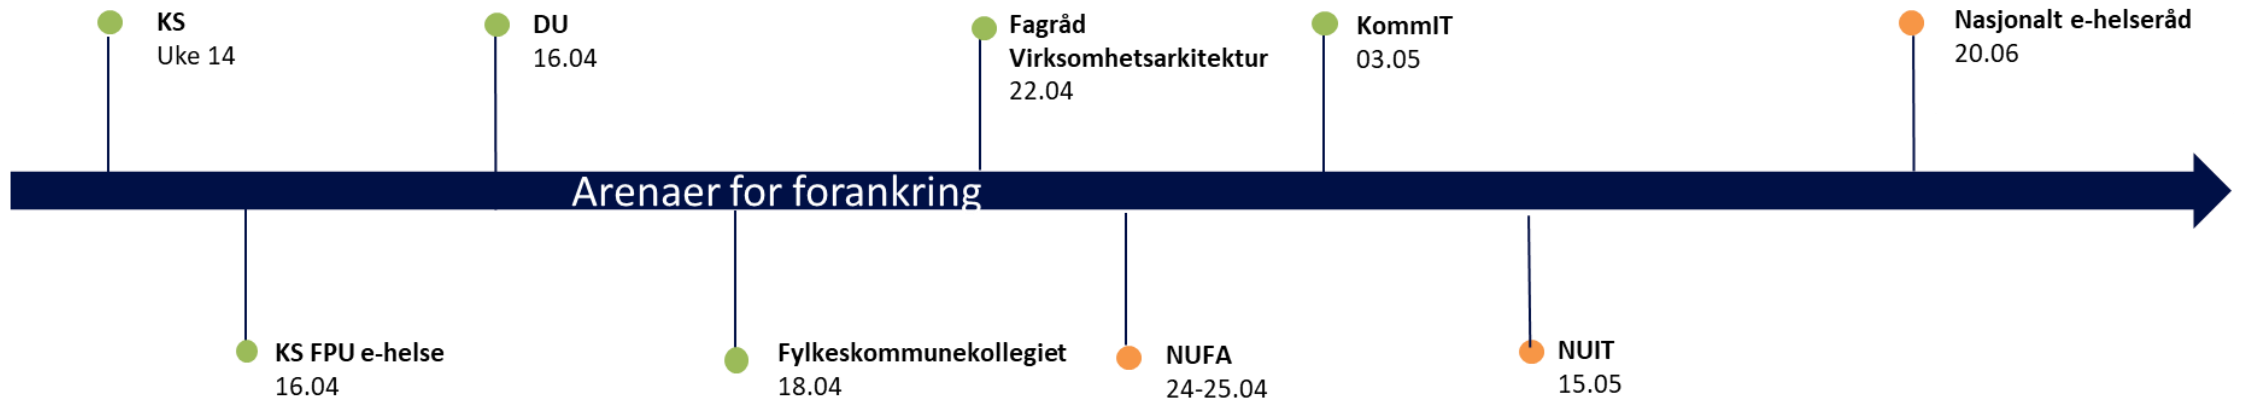 KS
Uke 14
DU
16.04
Fagråd
Virksomhetsarkitektur
22.04
KommIT
03.05
Nasjonalt e-helseråd
20.06
Arenaer for forankring
KS FPU e-helse
16.04
Fylkeskommunekollegiet
18.04
NUFA
24-25.04
NUIT
15.05